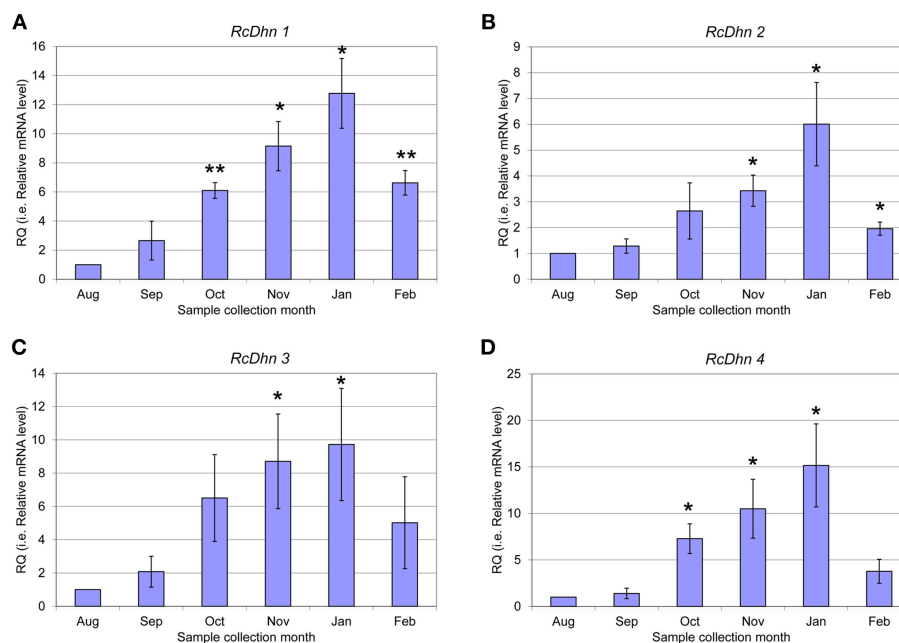 A
RcDhn 1
RQ (i.e. Relative mRNA level)
16
14
12
10
8
6
4
2
0
**
*
*
**
Aug Sep Oct Nov Jan Feb
Sample collection month
B
RcDhn 2
RQ (i.e. Relative mRNA level)
9
8
7
6
5
4
3
2
1
0
*
*
*
Aug Sep Oct Nov Jan Feb
Sample collection month
C
RcDhn 3
RQ (i.e. Relative mRNA level)
14
12
10
8
6
4
2
0
*
*
Aug Sep Oct Nov Jan Feb
Sample collection month
D
RcDhn 4
RQ (i.e. Relative mRNA level)
25
20
15
10
5
0
*
*
*
Aug Sep Oct Nov Jan Feb
Sample collection month